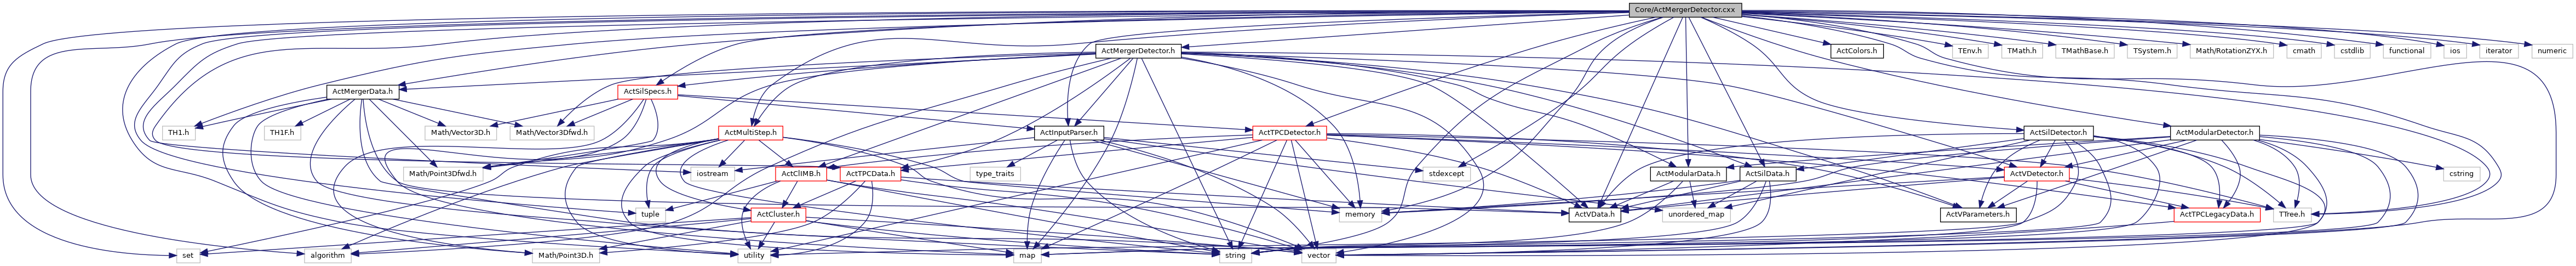 Core/ActMergerDetector.cxx
ActMergerDetector.h
ActColors.h
TEnv.h
TMath.h
TMathBase.h
TSystem.h
Math/RotationZYX.h
cmath
cstdlib
functional
ios
iterator
numeric
ActMergerData.h
ActSilSpecs.h
TH1.h
TH1F.h
Math/Vector3D.h
Math/Vector3Dfwd.h
ActMultiStep.h
ActInputParser.h
ActTPCDetector.h
ActSilDetector.h
ActModularDetector.h
Math/Point3Dfwd.h
iostream
ActClIMB.h
ActTPCData.h
type_traits
stdexcept
ActModularData.h
ActSilData.h
ActVDetector.h
cstring
tuple
ActCluster.h
memory
ActVData.h
unordered_map
ActVParameters.h
ActTPCLegacyData.h
TTree.h
set
algorithm
Math/Point3D.h
utility
map
string
vector